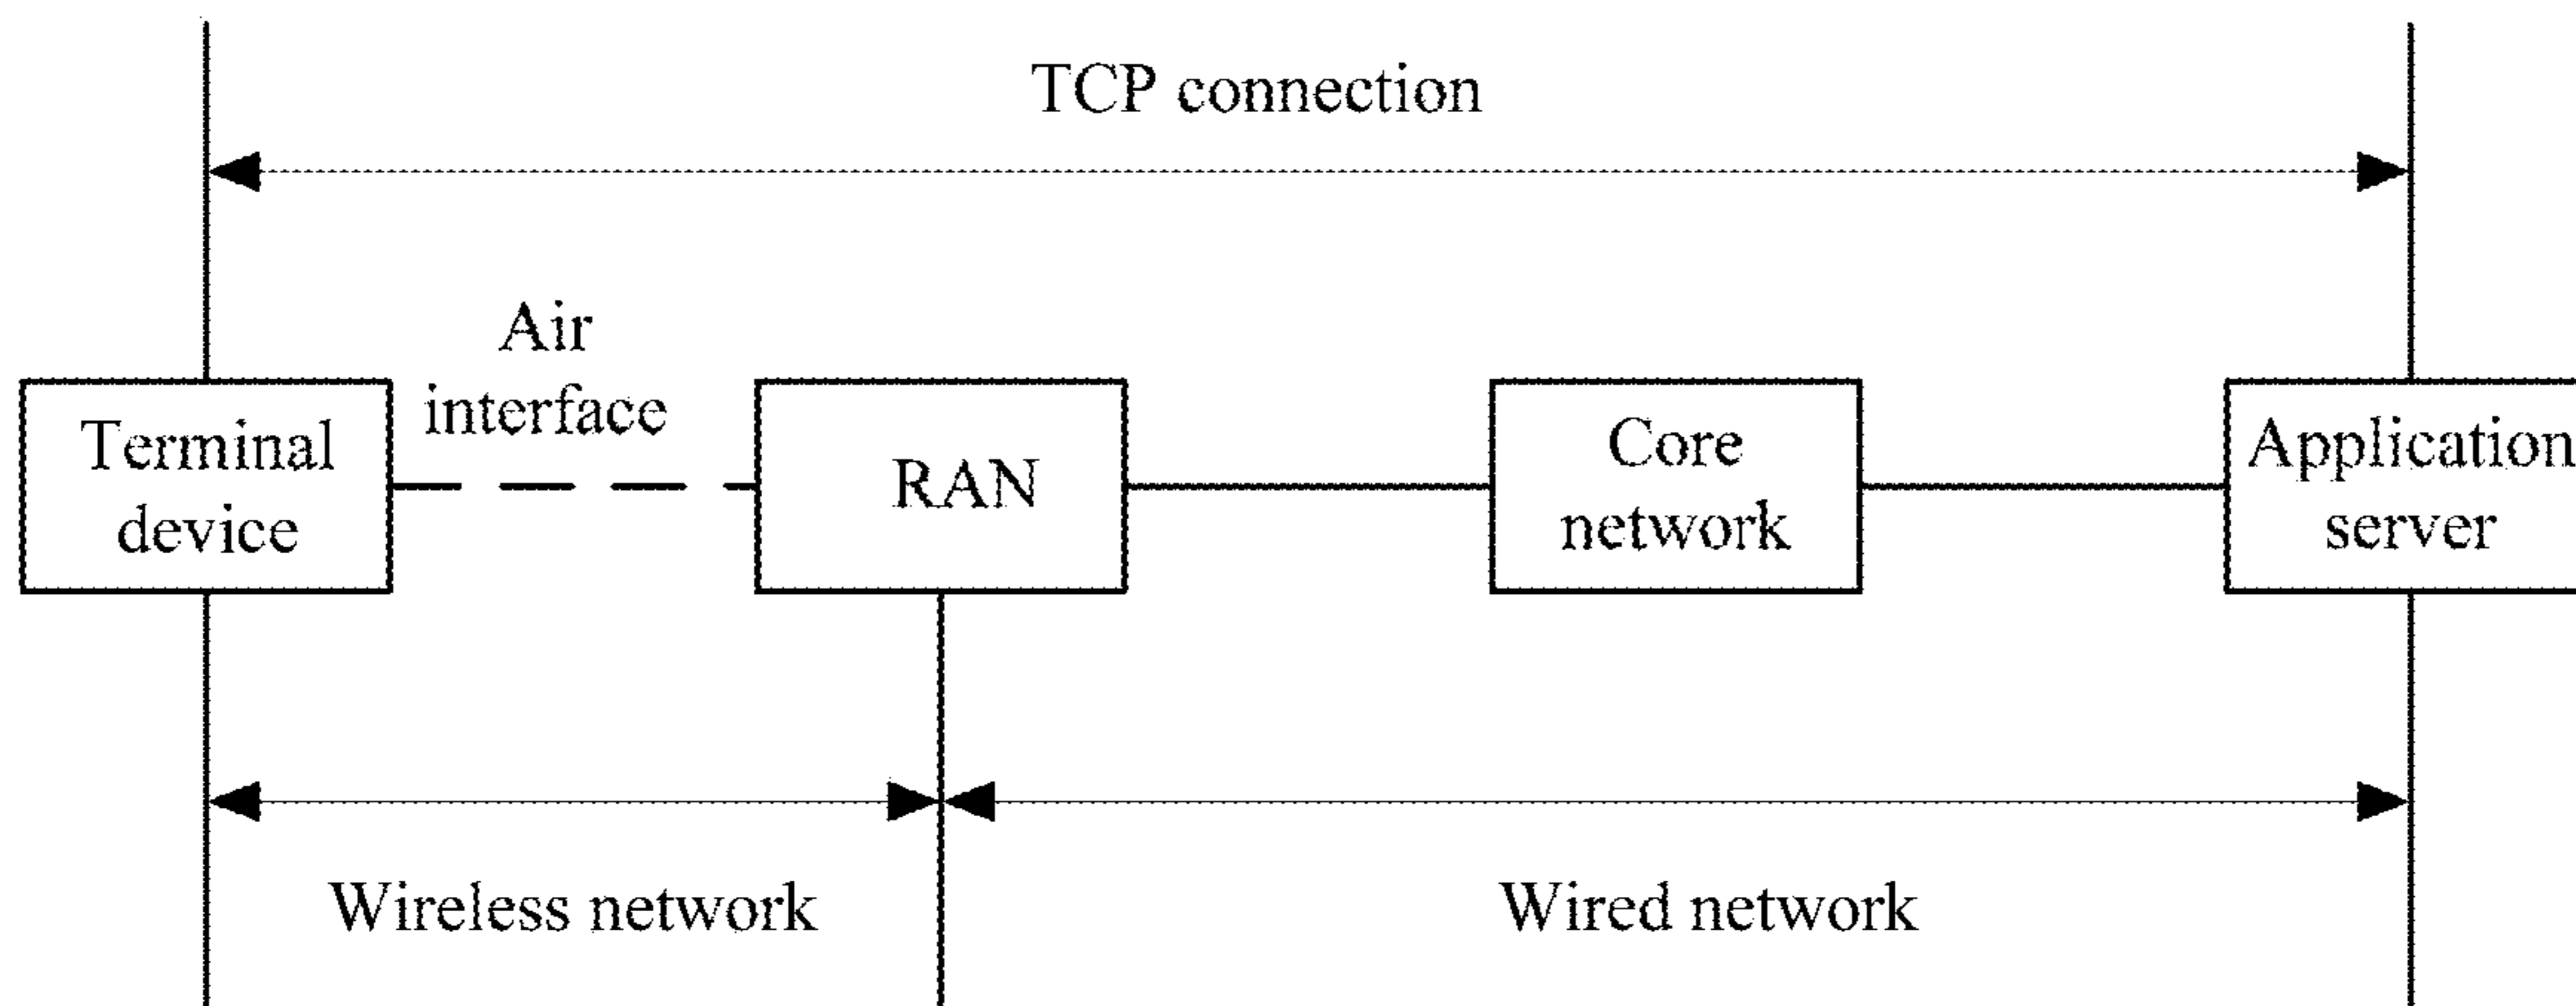 TCP connection
Air
interface
Terminal
device
RAN
Core
network
Application
server
Wireless network
Wired network